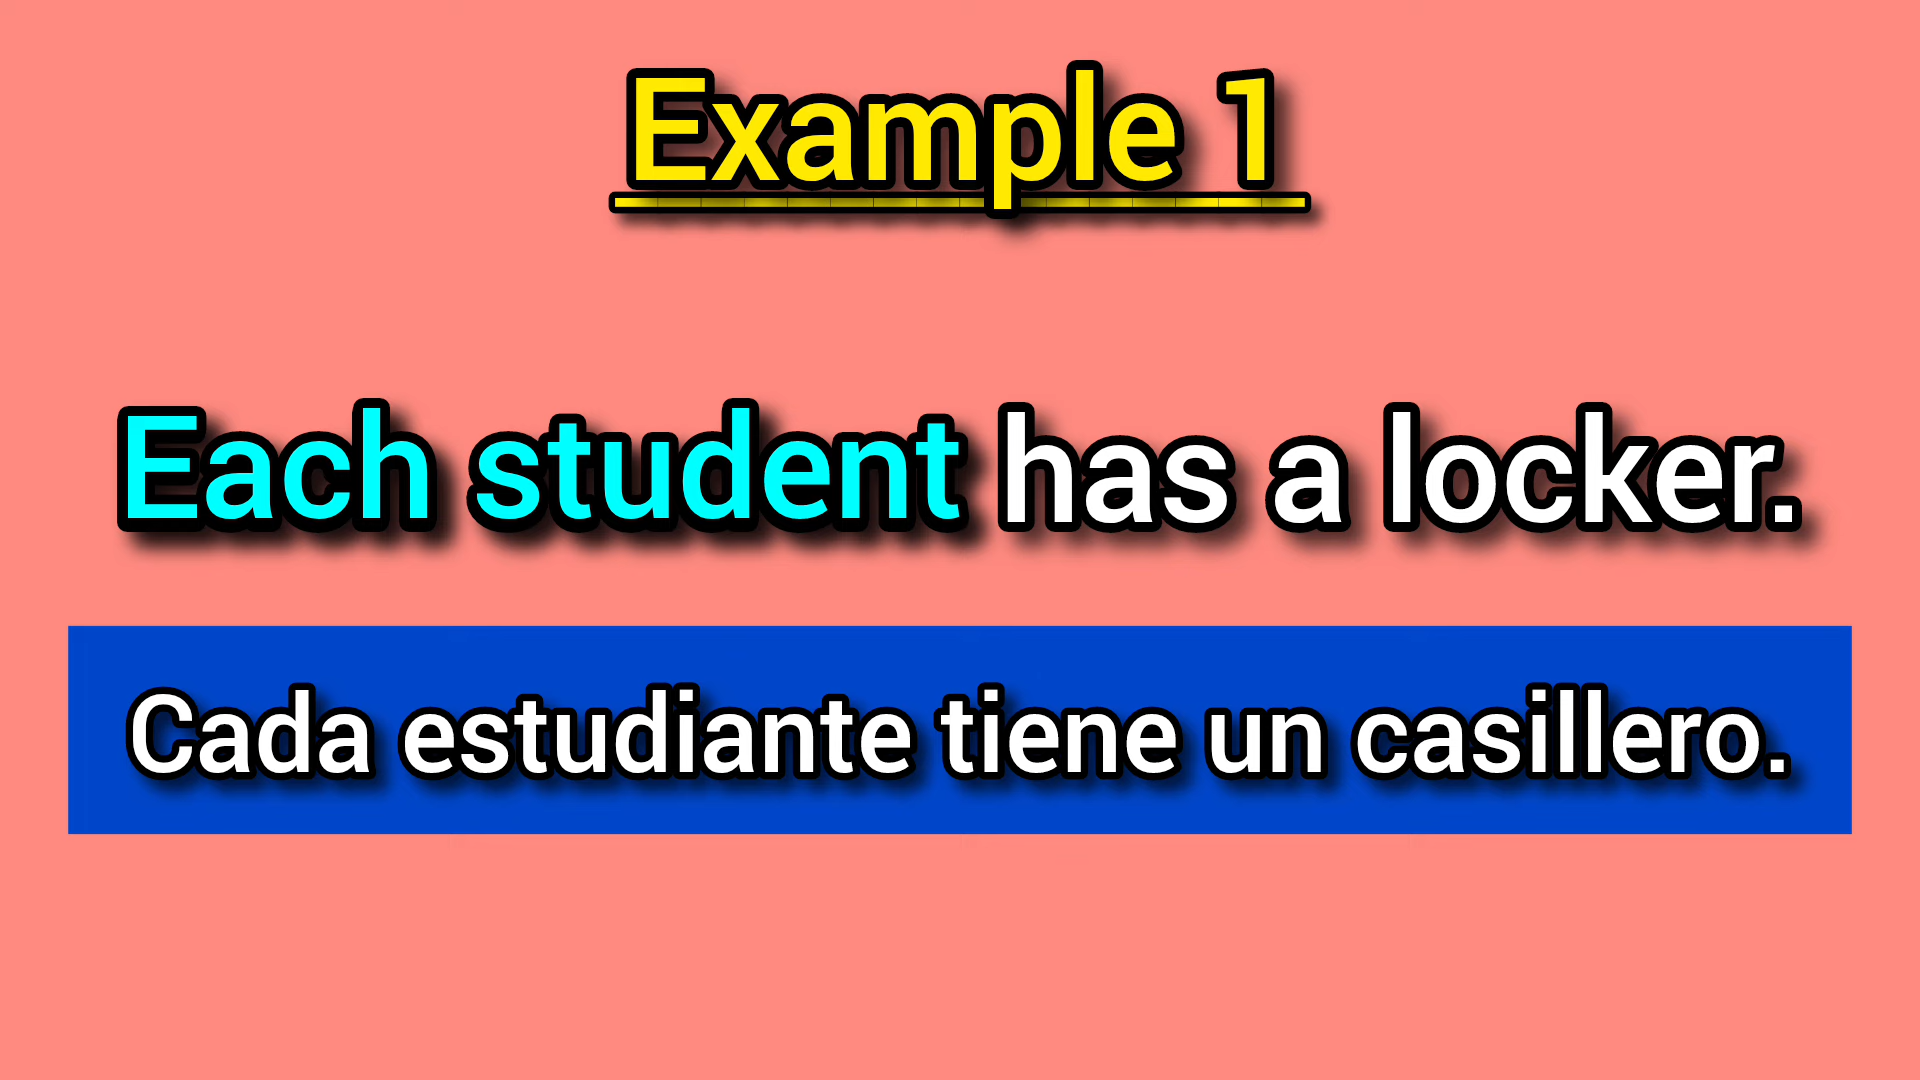 Example 1
Each student has a locker.
Cada estudiante tiene un casillero.